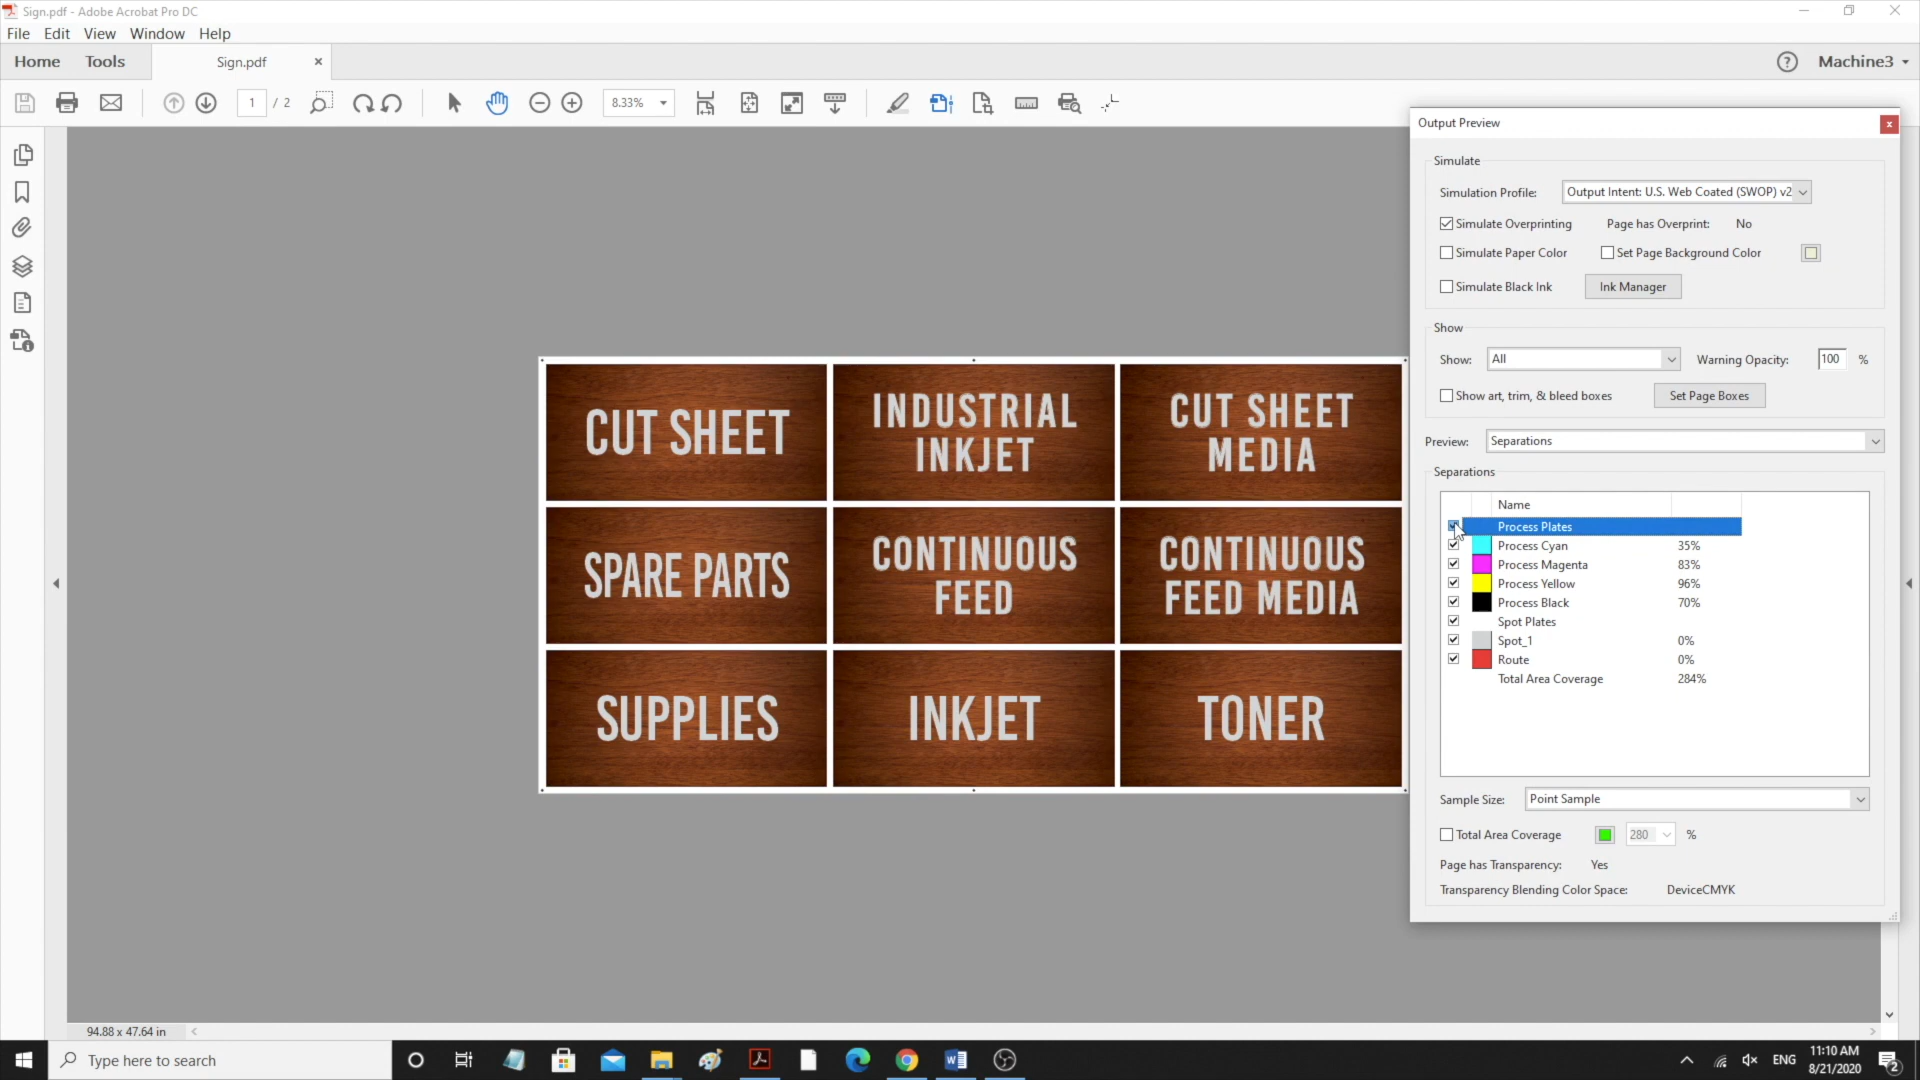 Sign.pdf - Adobe Acrobat Pro DC
File Edit View Window Help
Home Tools Sign.pdf × Machine3
1 / 2 8.33%
Output Preview
Simulate
Simulation Profile: Output Intent: U.S. Web Coated (SWOP) v2
Simulate Overprinting Page has Overprint: No
Simulate Paper Color Set Page Background Color
Simulate Black Ink Ink Manager
Show
Show: All Warning Opacity: 100 %
Show art, trim, & bleed boxes Set Page Boxes
Preview: Separations
Separations
Name
Process Plates
Process Cyan 35%
Process Magenta 83%
Process Yellow 96%
Process Black 70%
Spot Plates
Spot_1 0%
Route 0%
Total Area Coverage 284%
Sample Size: Point Sample
Total Area Coverage 280 %
Page has Transparency: Yes
Transparency Blending Color Space: DeviceCMYK
CUT SHEET
INDUSTRIAL
INKJET
CUT SHEET
MEDIA
SPARE PARTS
CONTINUOUS
FEED
CONTINUOUS
FEED MEDIA
SUPPLIES
INKJET
TONER
94.88 x 47.64 in
Type here to search
ENG
11:10 AM
8/21/2020
2